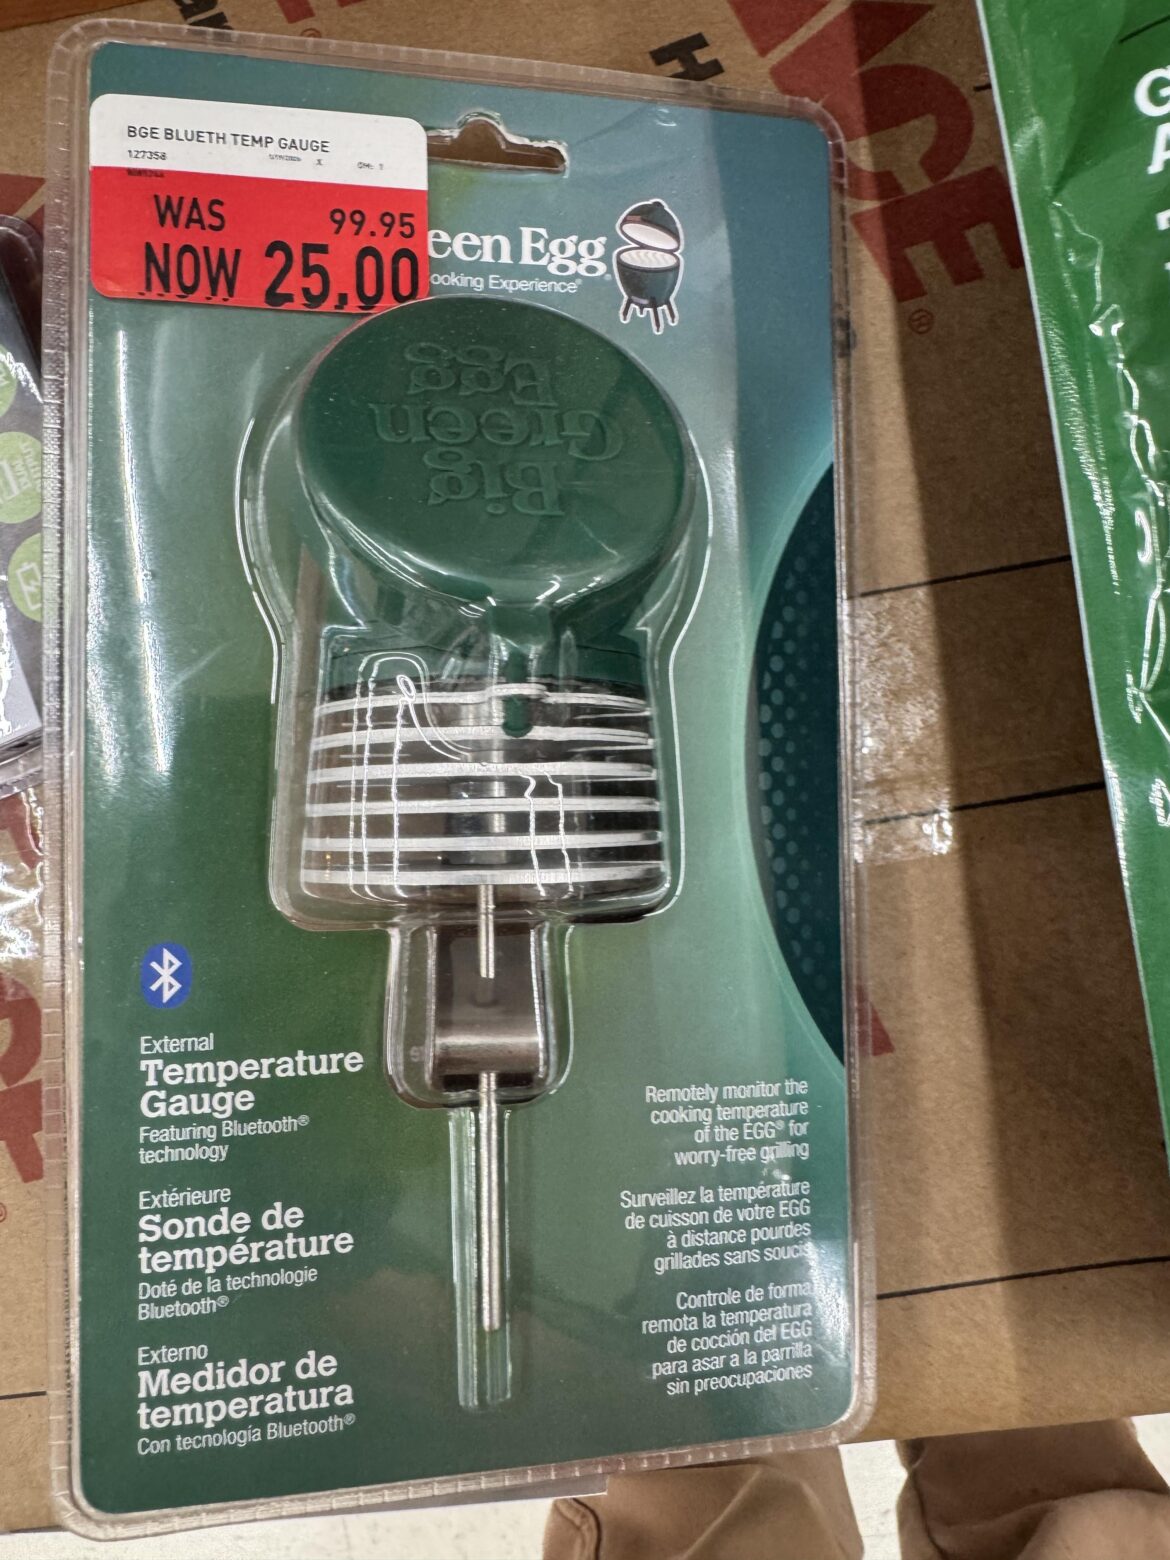 BGE BLUETH TEMP GAUGE
127358
WAS 99.95
NOW 25.00
een Egg
ooking Experience®
Big
Green
Egg
External
Temperature
Gauge
Featuring Bluetooth®
technology
Extérieure
Sonde de
température
Doté de la technologie
Bluetooth®
Externo
Medidor de
temperatura
Con tecnología Bluetooth®
Remotely monitor the
cooking temperature
of the EGG® for
worry-free grilling
Surveillez la température
de cuisson de votre EGG
à distance pourdes
grillades sans soucis
Controle de forma
remota la temperatura
de cocción del EGG
para asar a la parrilla
sin preocupaciones
ACE
H
G